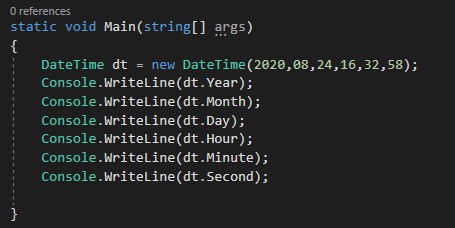 0 references
static void Main(string[] args)
{
DateTime dt = new DateTime(2020,08,24,16,32,58);
Console.WriteLine(dt.Year);
Console.WriteLine(dt.Month);
Console.WriteLine(dt.Day);
Console.WriteLine(dt.Hour);
Console.WriteLine(dt.Minute);
Console.WriteLine(dt.Second);
}